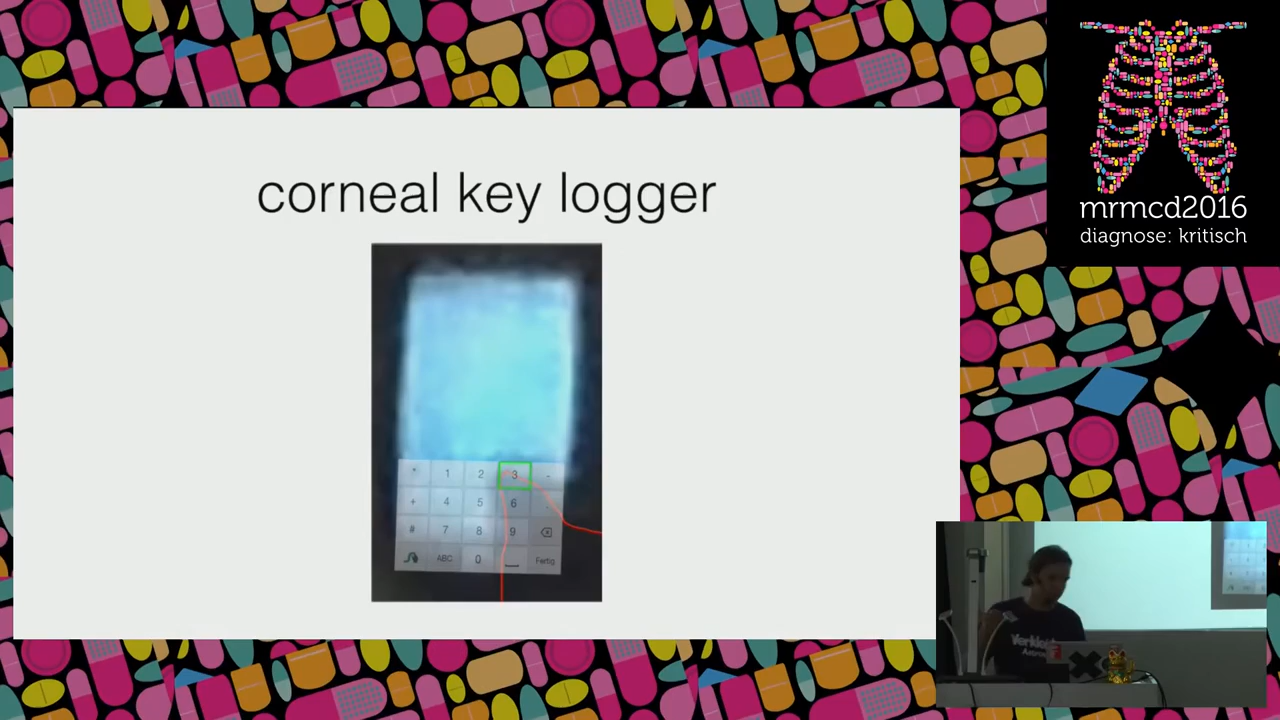 corneal key logger
* 1 2 3 -
+ 4 5 6
# 7 8 9
ABC 0 Fertig
mrmcd2016
diagnose: kritisch